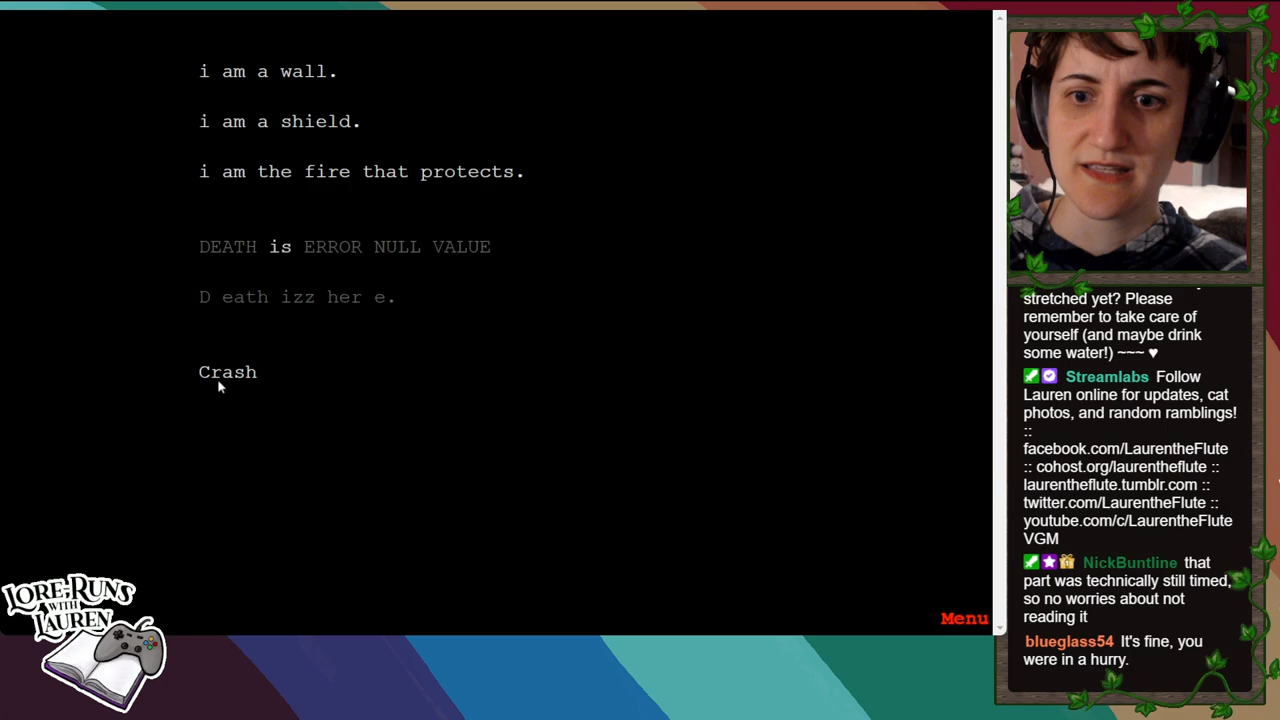 i am a wall.
i am a shield.
i am the fire that protects.
DEATH is ERROR NULL VALUE
D eath izz her e.
Crash
Menu
LORE-RUNS
WITH
LAUREN
stretched yet? Please
remember to take care of
yourself (and maybe drink
some water!) ~~~ ♥
Streamlabs Follow
Lauren online for updates, cat
photos, and random ramblings!
::
facebook.com/LaurentheFlute
:: cohost.org/laurentheflute ::
laurentheflute.tumblr.com ::
twitter.com/LaurentheFlute ::
youtube.com/c/LaurentheFlute
VGM
NickBuntline that
part was technically still timed,
so no worries about not
reading it
blueglass54 It's fine, you
were in a hurry.